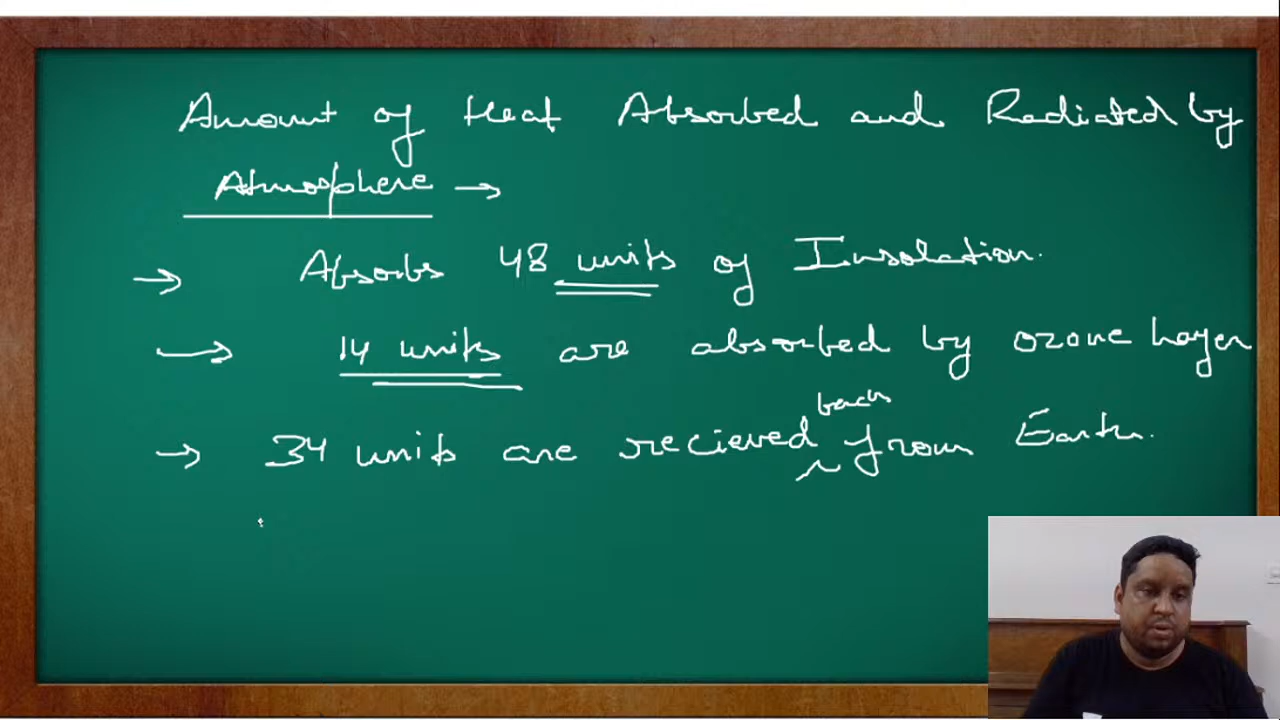 Amount of Heat Absorbed and Radiated by
Atmosphere →
→ Absorbs 48 units of Insolation.
→ 14 units are absorbed by ozone Layer
→ 34 units are recieved back from Earth.